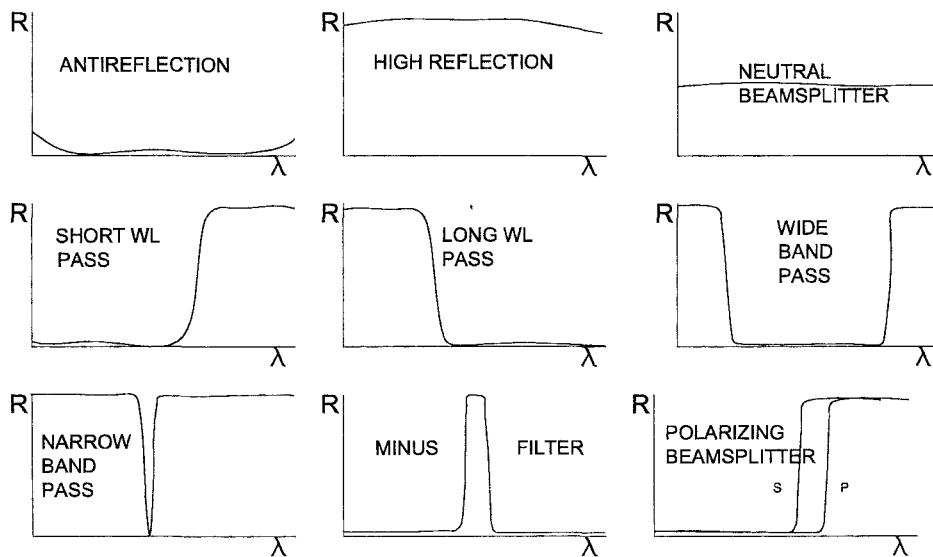 R
ANTIREFLECTION
λ
R
HIGH REFLECTION
λ
R
NEUTRAL
BEAMSPLITTER
λ
R
SHORT WL
PASS
λ
R
LONG WL
PASS
λ
R
WIDE
BAND
PASS
λ
R
NARROW
BAND
PASS
λ
R
MINUS FILTER
λ
R
POLARIZING
BEAMSPLITTER
S P
λ